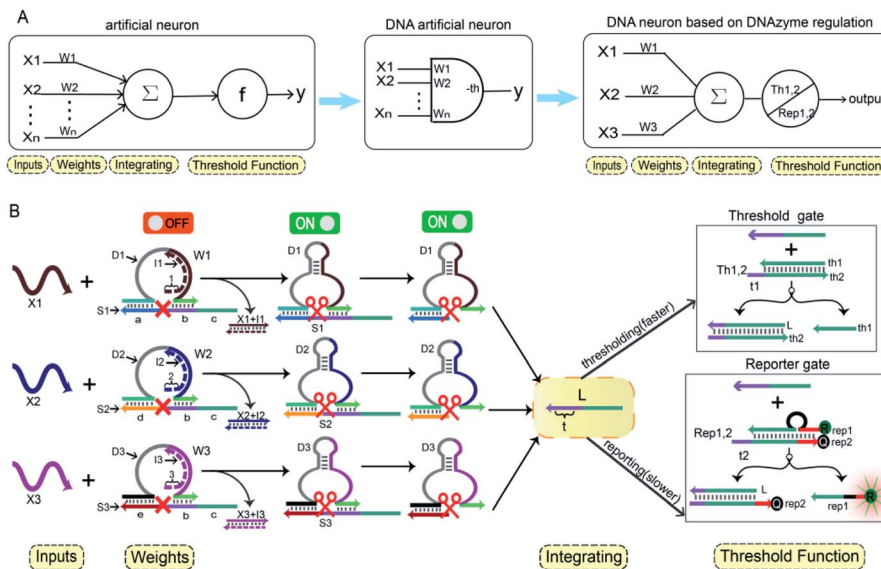 A
artificial neuron
DNA artificial neuron
DNA neuron based on DNAzyme regulation
X1
W1
X2
W2
Xn
Wn
Σ
f
y
Inputs
Weights
Integrating
Threshold Function
X1
W1
X2
W2
Xn
Wn
-th
y
X1
W1
X2
W2
X3
W3
Σ
Th1,2
Rep1,2
output
Inputs
Weights
Integrating
Threshold Function
B
OFF
ON
ON
X1
+
D1
I1
1
W1
S1
a
b
c
X1+I1
D1
S1
D1
X2
+
D2
I2
2
W2
S2
d
b
c
X2+I2
D2
S2
D2
X3
+
D3
I3
3
W3
S3
e
b
c
X3+I3
D3
S3
D3
L
t
thresholding(faster)
reporting(slower)
Threshold gate
+
Th1,2
th1
th2
t1
L
th2
th1
Reporter gate
+
Rep1,2
R
rep1
Q
rep2
t2
L
Q
rep2
rep1
R
Inputs
Weights
Integrating
Threshold Function